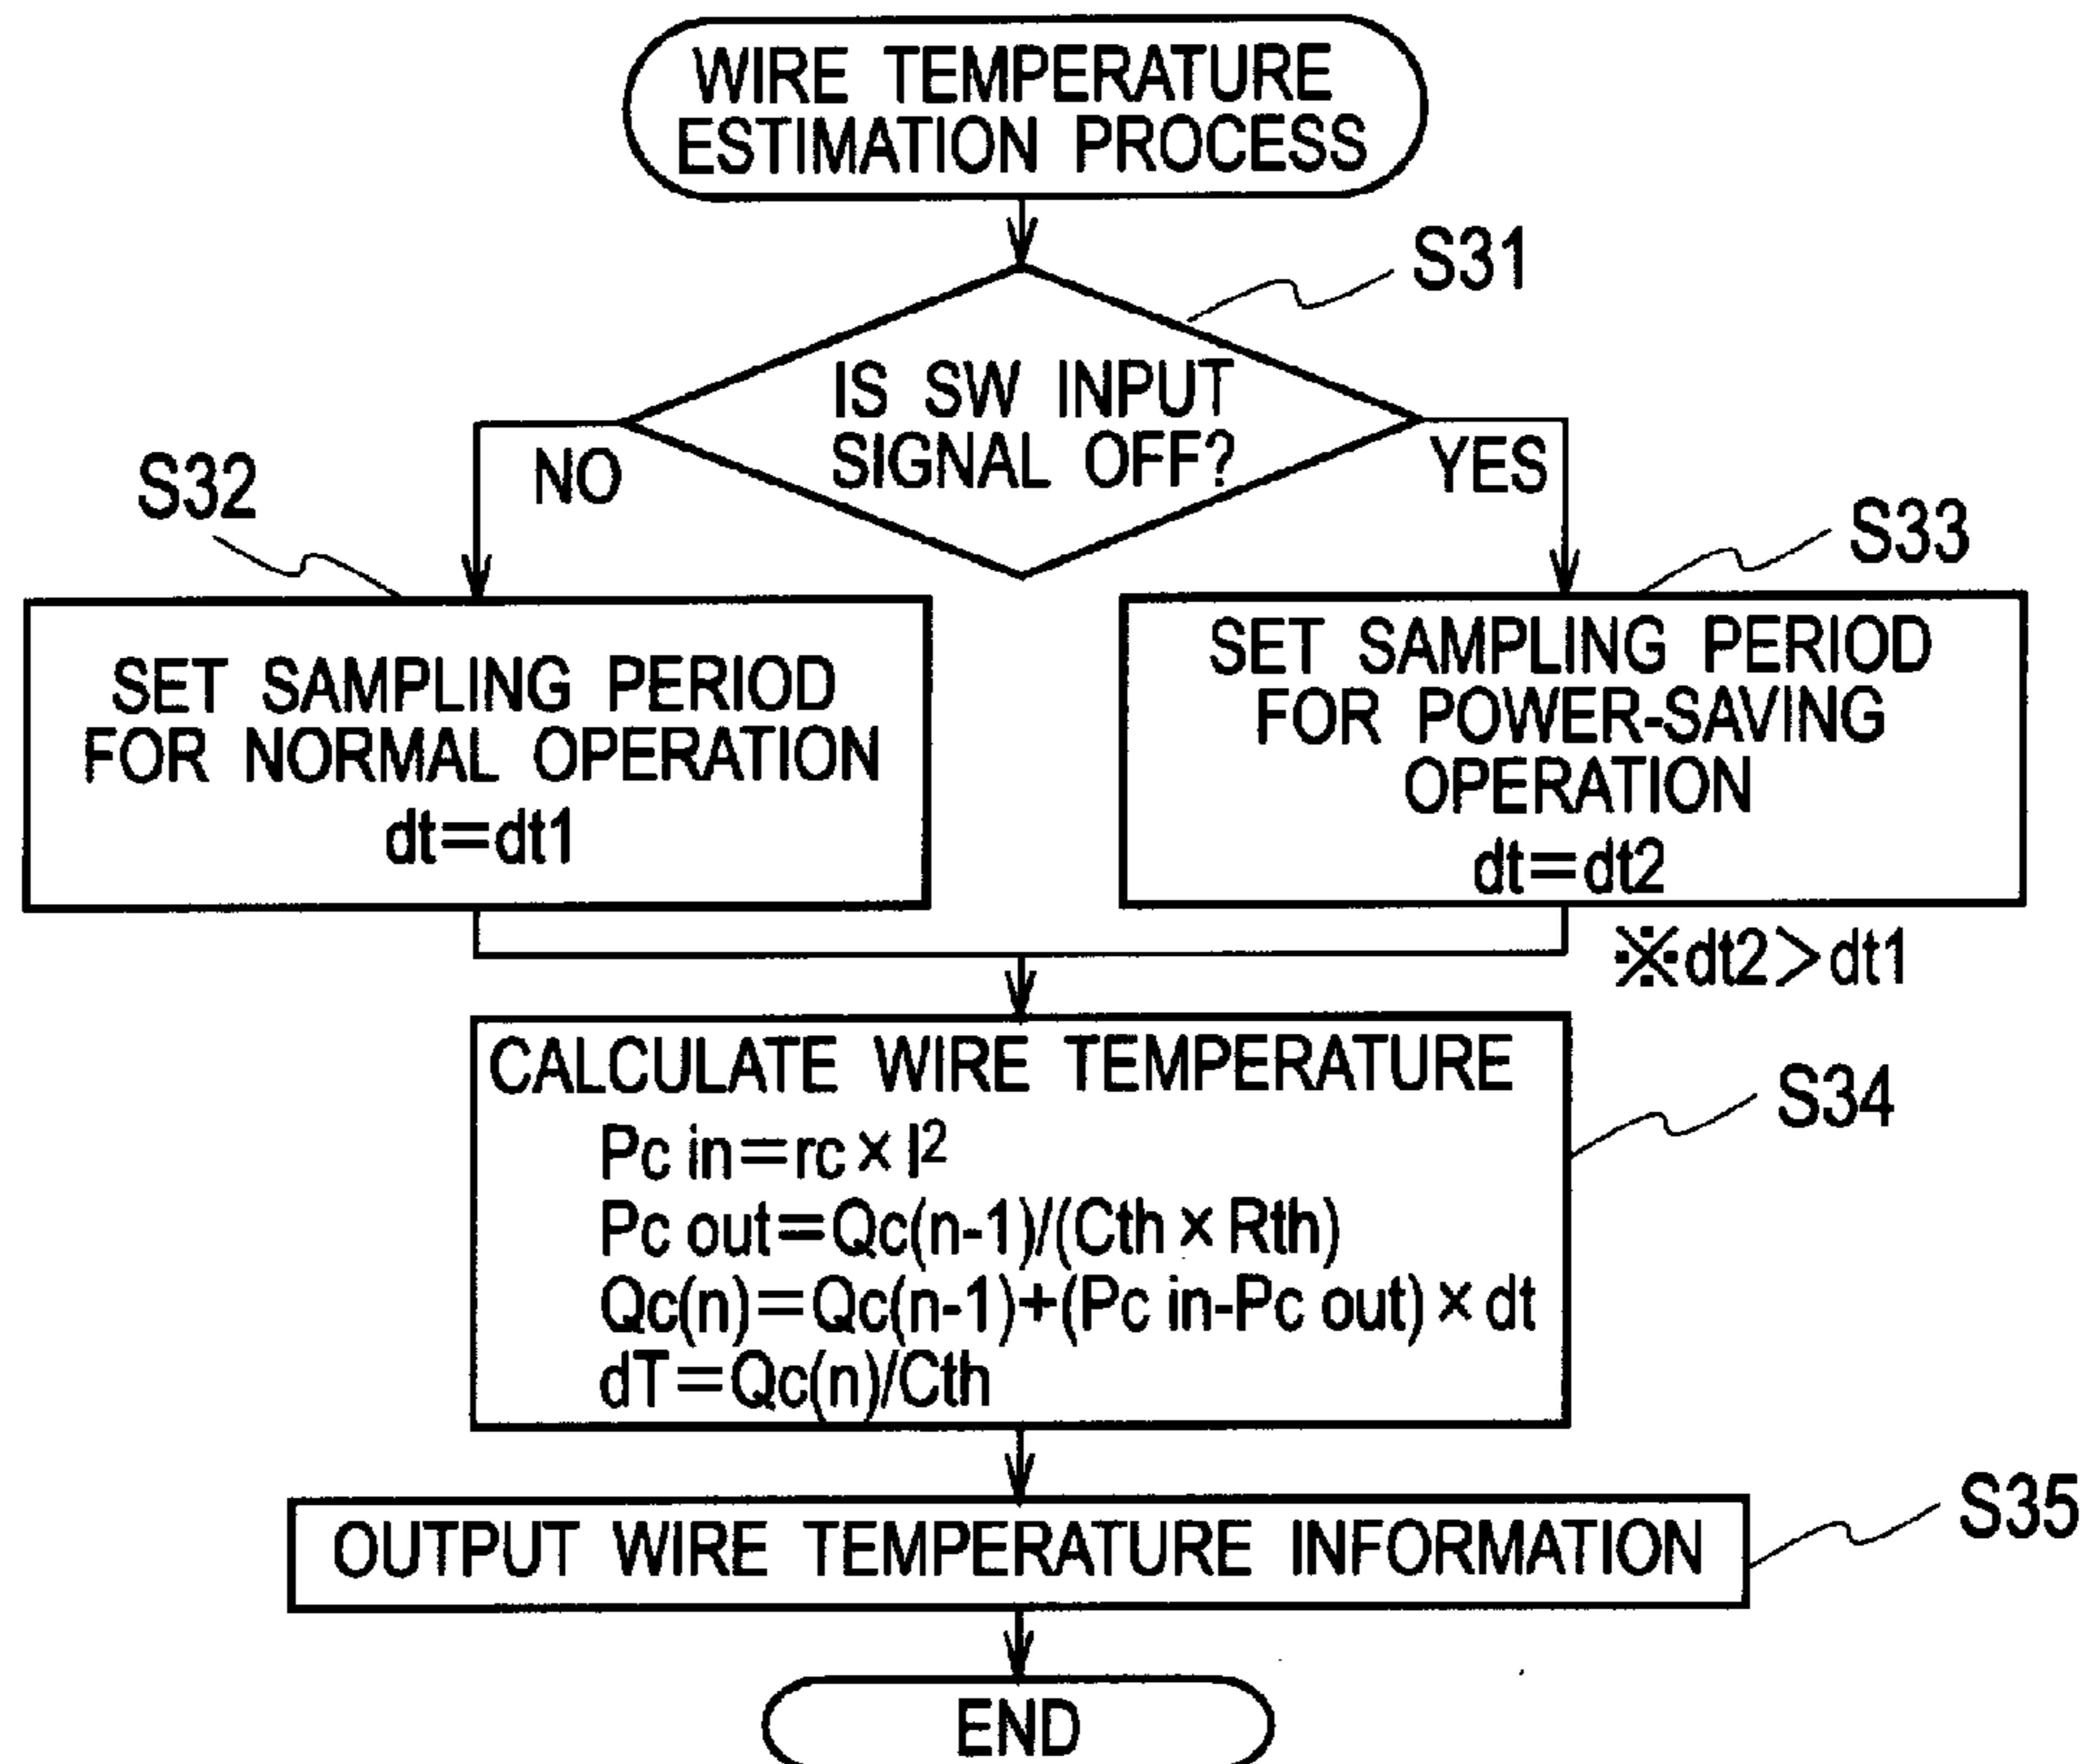 WIRE TEMPERATURE
ESTIMATION PROCESS
S31
IS SW INPUT
SIGNAL OFF?
NO
YES
S32
SET SAMPLING PERIOD
FOR NORMAL OPERATION
dt=dt1
S33
SET SAMPLING PERIOD
FOR POWER-SAVING
OPERATION
dt=dt2
※dt2>dt1
CALCULATE WIRE TEMPERATURE
Pc in=rc×I²
Pc out=Qc(n-1)/(Cth×Rth)
Qc(n)=Qc(n-1)+(Pc in-Pc out)×dt
dT=Qc(n)/Cth
S34
OUTPUT WIRE TEMPERATURE INFORMATION
S35
END